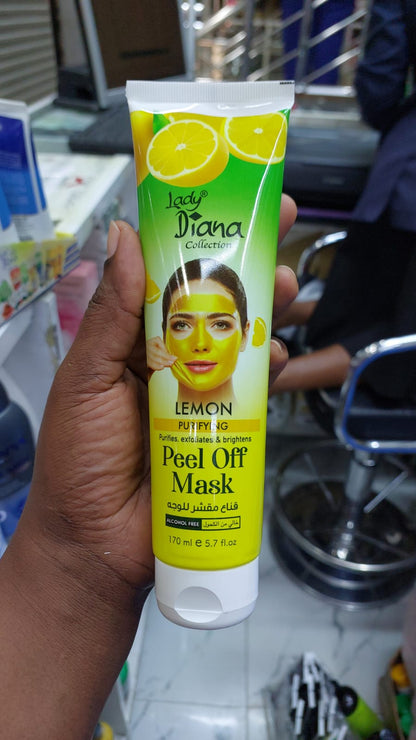 Lady®
Diana
Collection
LEMON
PURIFYING
Purifies, exfoliates & brightens
Peel Off
Mask
قناع مقشر للوجه
ALCOHOL FREE خالي من الكحول
170 ml e 5.7 fl.oz